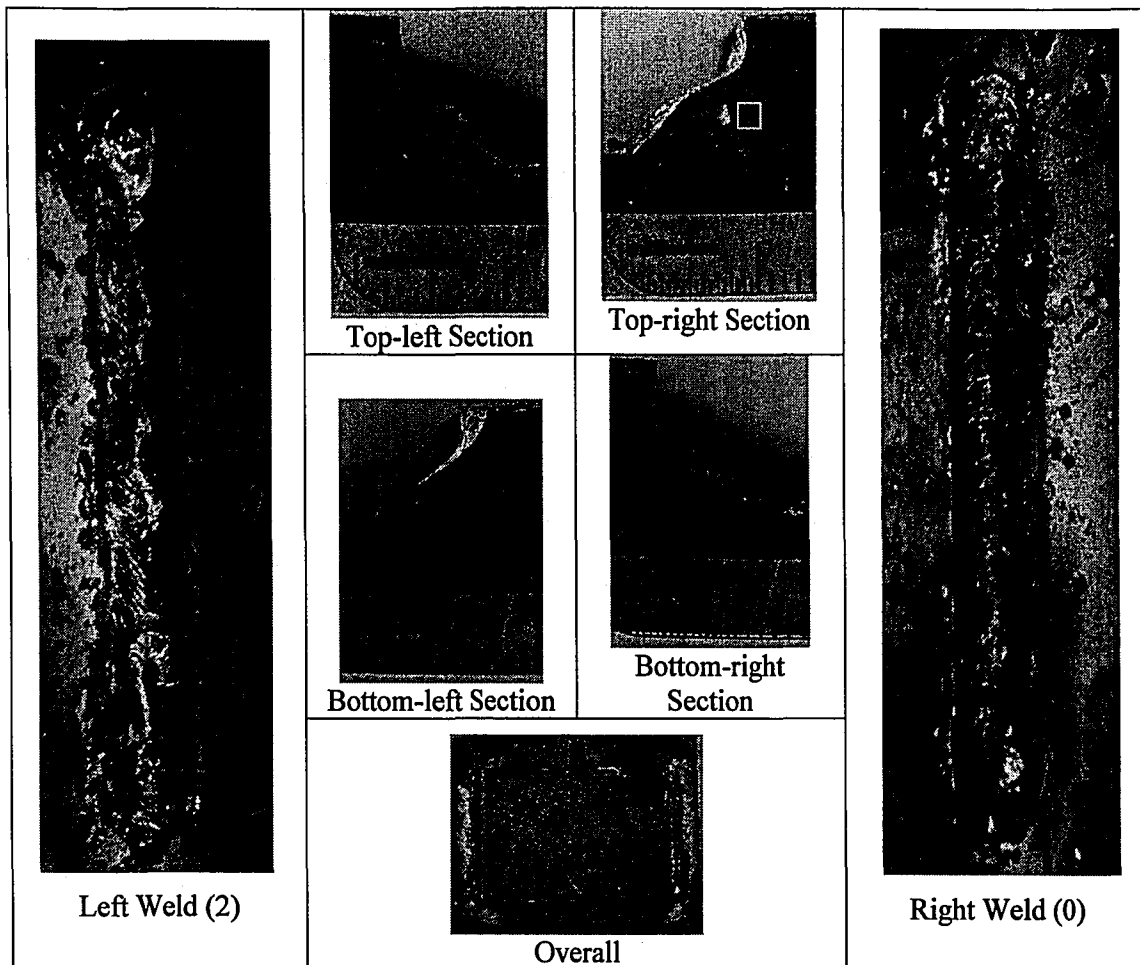 Top-left Section
Top-right Section
Bottom-left Section
Bottom-right
Section
Left Weld (2)
Overall
Right Weld (0)